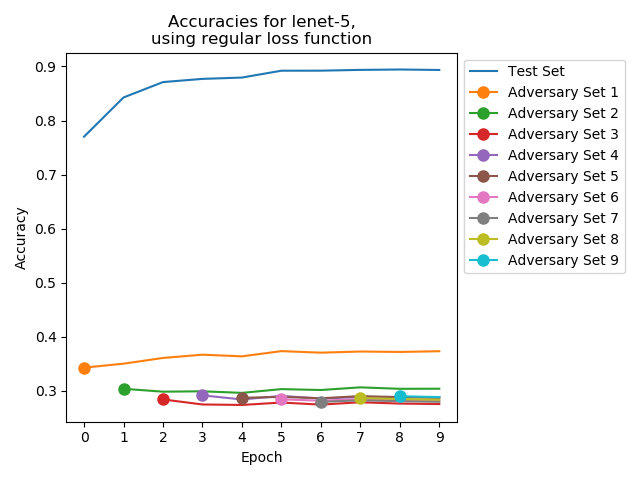 Accuracies for lenet-5,
using regular loss function
Accuracy
0.9
0.8
0.7
0.6
0.5
0.4
0.3
0 1 2 3 4 5 6 7 8 9
Epoch
Test Set
Adversary Set 1
Adversary Set 2
Adversary Set 3
Adversary Set 4
Adversary Set 5
Adversary Set 6
Adversary Set 7
Adversary Set 8
Adversary Set 9